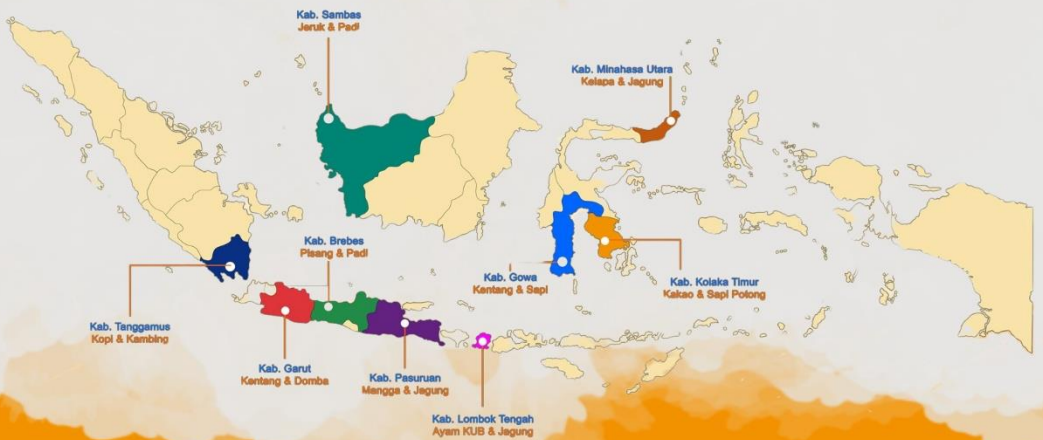 Kab. Sambas
Jeruk & Padi
Kab. Minahasa Utara
Kelapa & Jagung
Kab. Brebes
Pisang & Padi
Kab. Gowa
Kentang & Sapi
Kab. Kolaka Timur
Kakao & Sapi Potong
Kab. Tanggamus
Kopi & Kambing
Kab. Garut
Kentang & Domba
Kab. Pasuruan
Mangga & Jagung
Kab. Lombok Tengah
Ayam KUB & Jagung